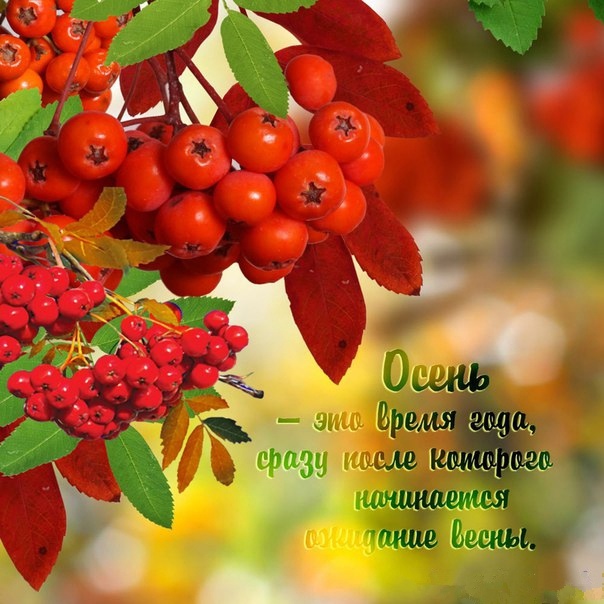 Осень
– это время года,
сразу после которого
начинается
ожидание весны.